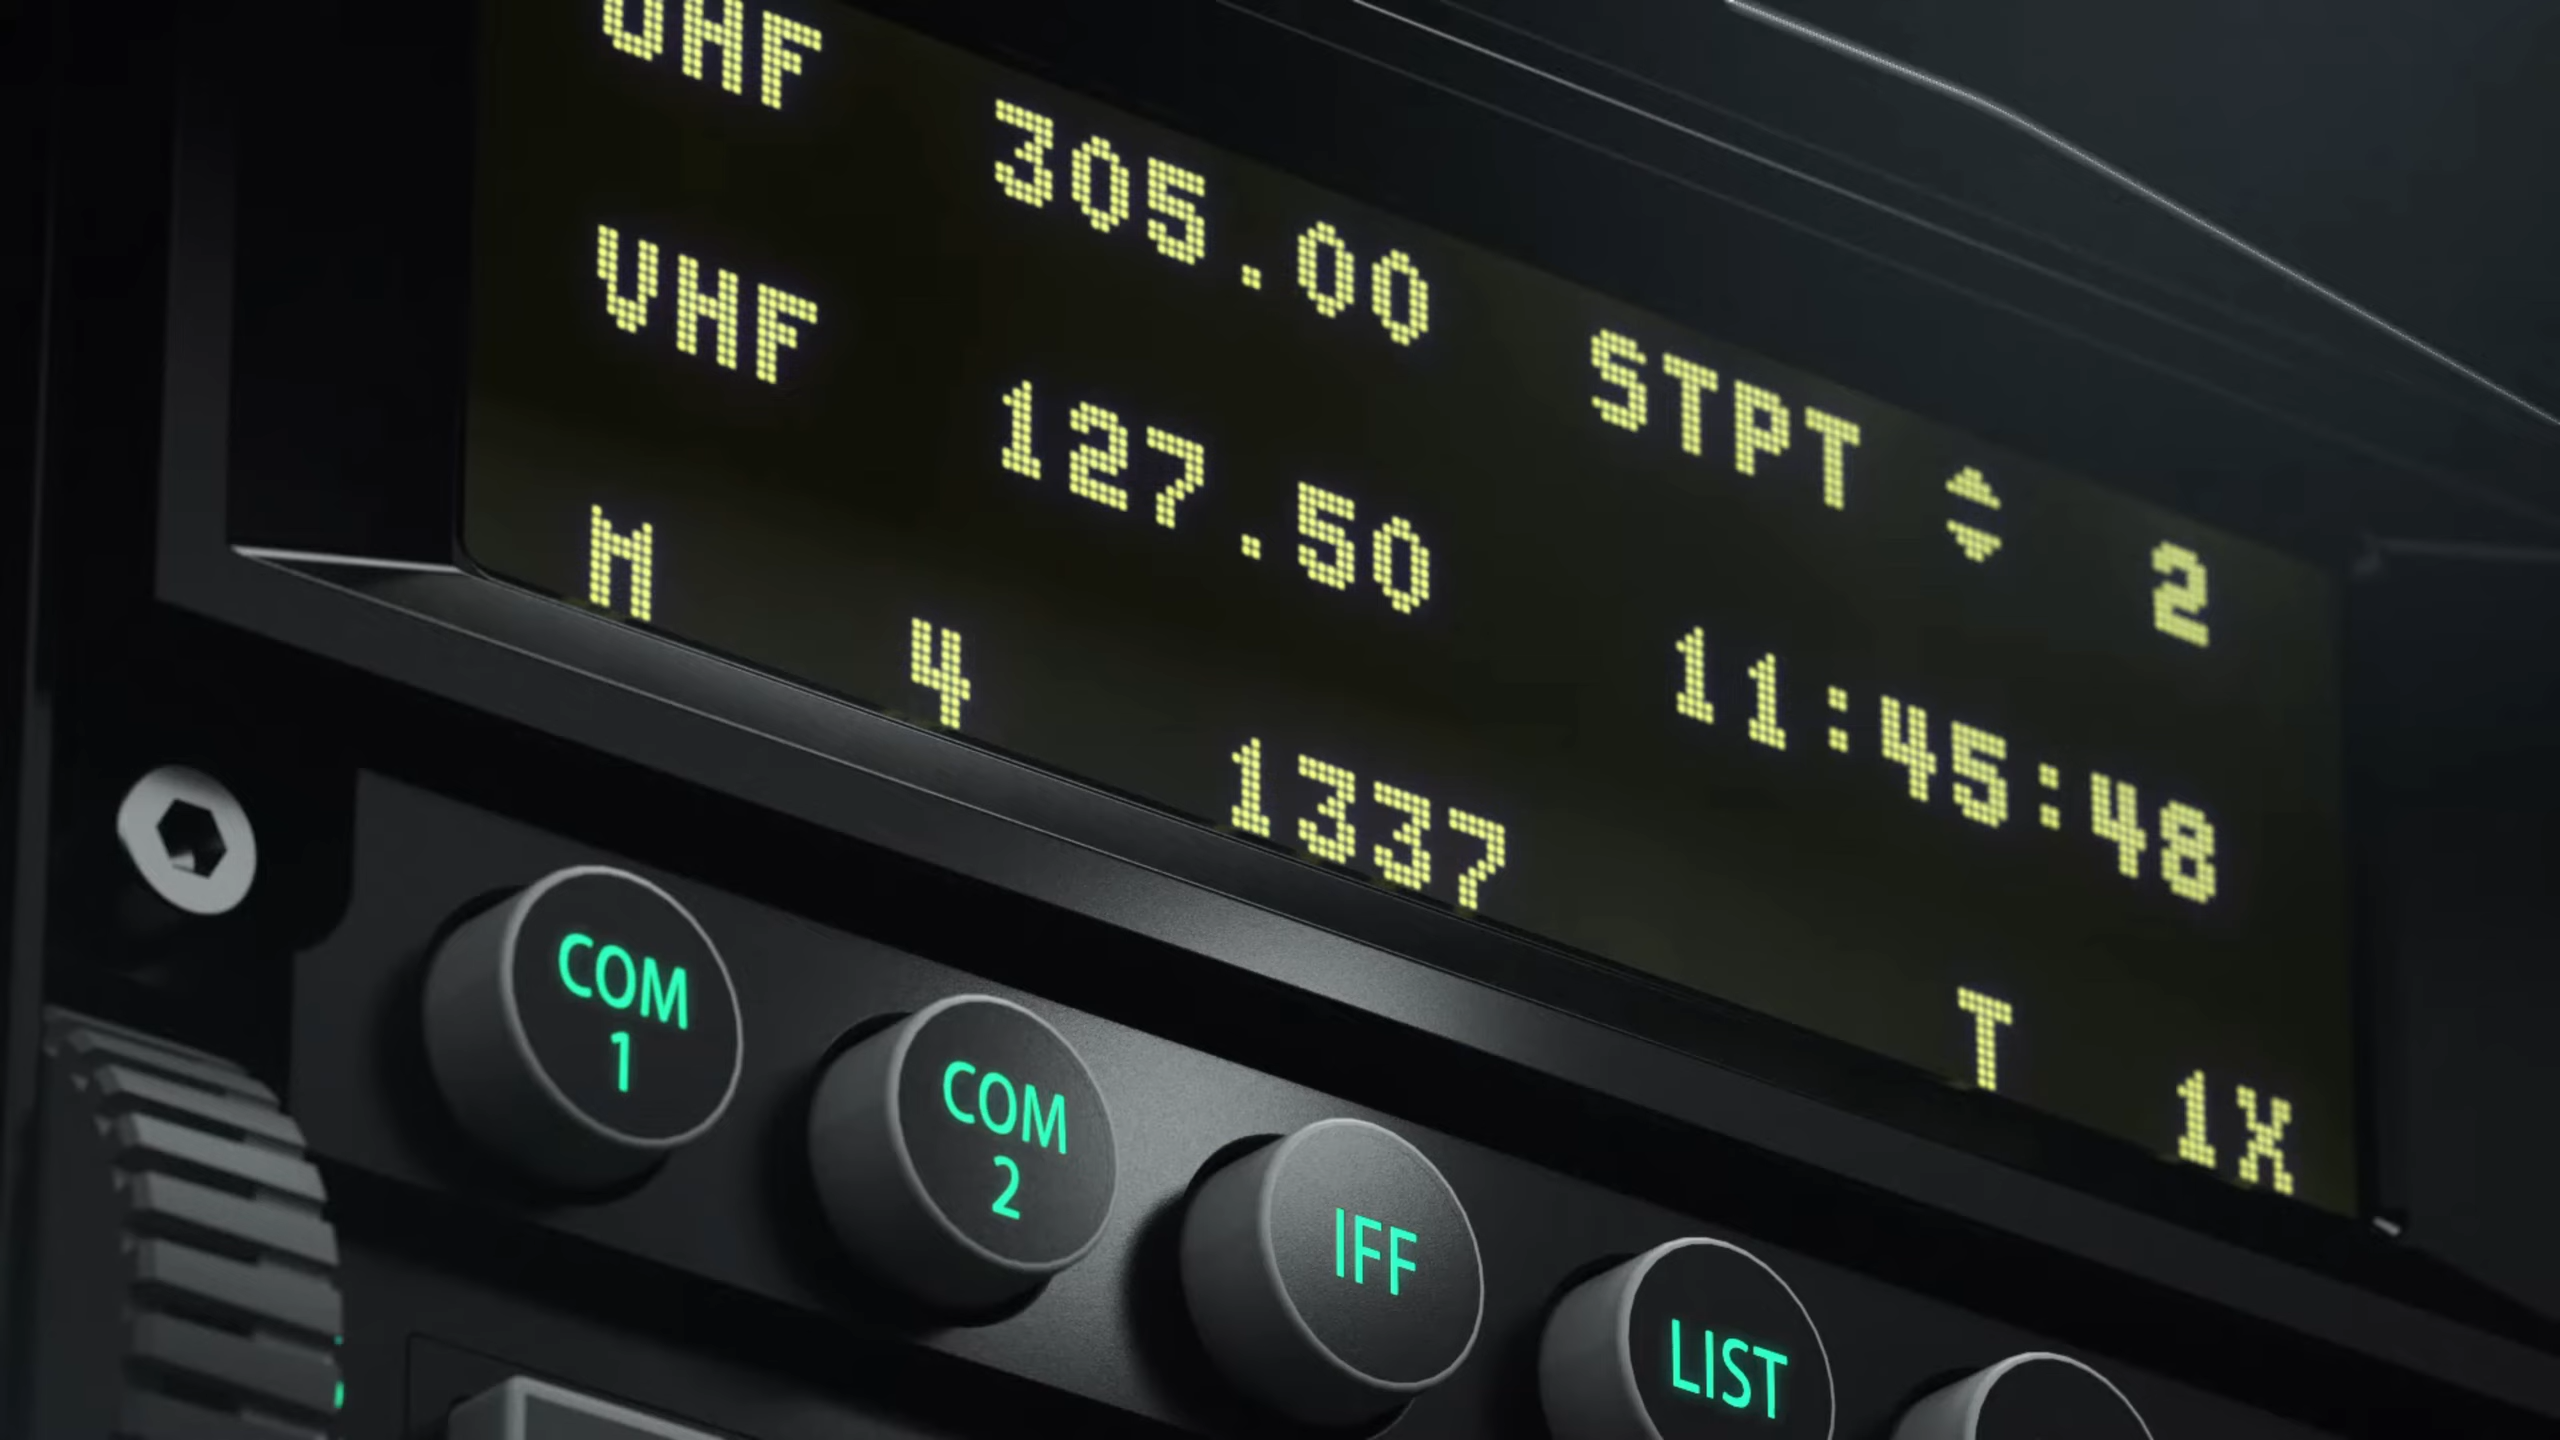 UHF 305.00 STPT 2
VHF 127.50 11:45:48
M 4 1337 T 1X
COM 1
COM 2
IFF
LIST